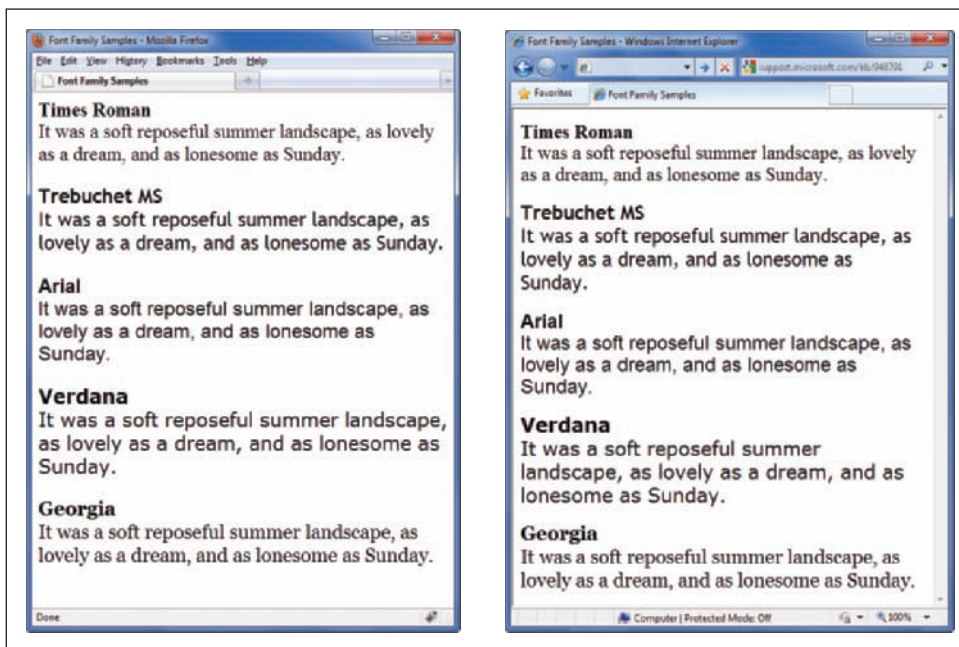 Font Family Samples - Mozilla Firefox
File Edit View History Bookmarks Tools Help
Font Family Samples
Times Roman
It was a soft reposeful summer landscape, as lovely
as a dream, and as lonesome as Sunday.
Trebuchet MS
It was a soft reposeful summer landscape, as
lovely as a dream, and as lonesome as Sunday.
Arial
It was a soft reposeful summer landscape, as
lovely as a dream, and as lonesome as
Sunday.
Verdana
It was a soft reposeful summer landscape,
as lovely as a dream, and as lonesome as
Sunday.
Georgia
It was a soft reposeful summer landscape, as
lovely as a dream, and as lonesome as Sunday.
Done
Font Family Samples - Windows Internet Explorer
support.microsoft.com/kb/
Favorites Font Family Samples
Times Roman
It was a soft reposeful summer landscape, as lovely
as a dream, and as lonesome as Sunday.
Trebuchet MS
It was a soft reposeful summer landscape, as
lovely as a dream, and as lonesome as
Sunday.
Arial
It was a soft reposeful summer landscape, as
lovely as a dream, and as lonesome as
Sunday.
Verdana
It was a soft reposeful summer
landscape, as lovely as a dream, and as
lonesome as Sunday.
Georgia
It was a soft reposeful summer landscape, as
lovely as a dream, and as lonesome as Sunday.
Computer | Protected Mode: Off 100%